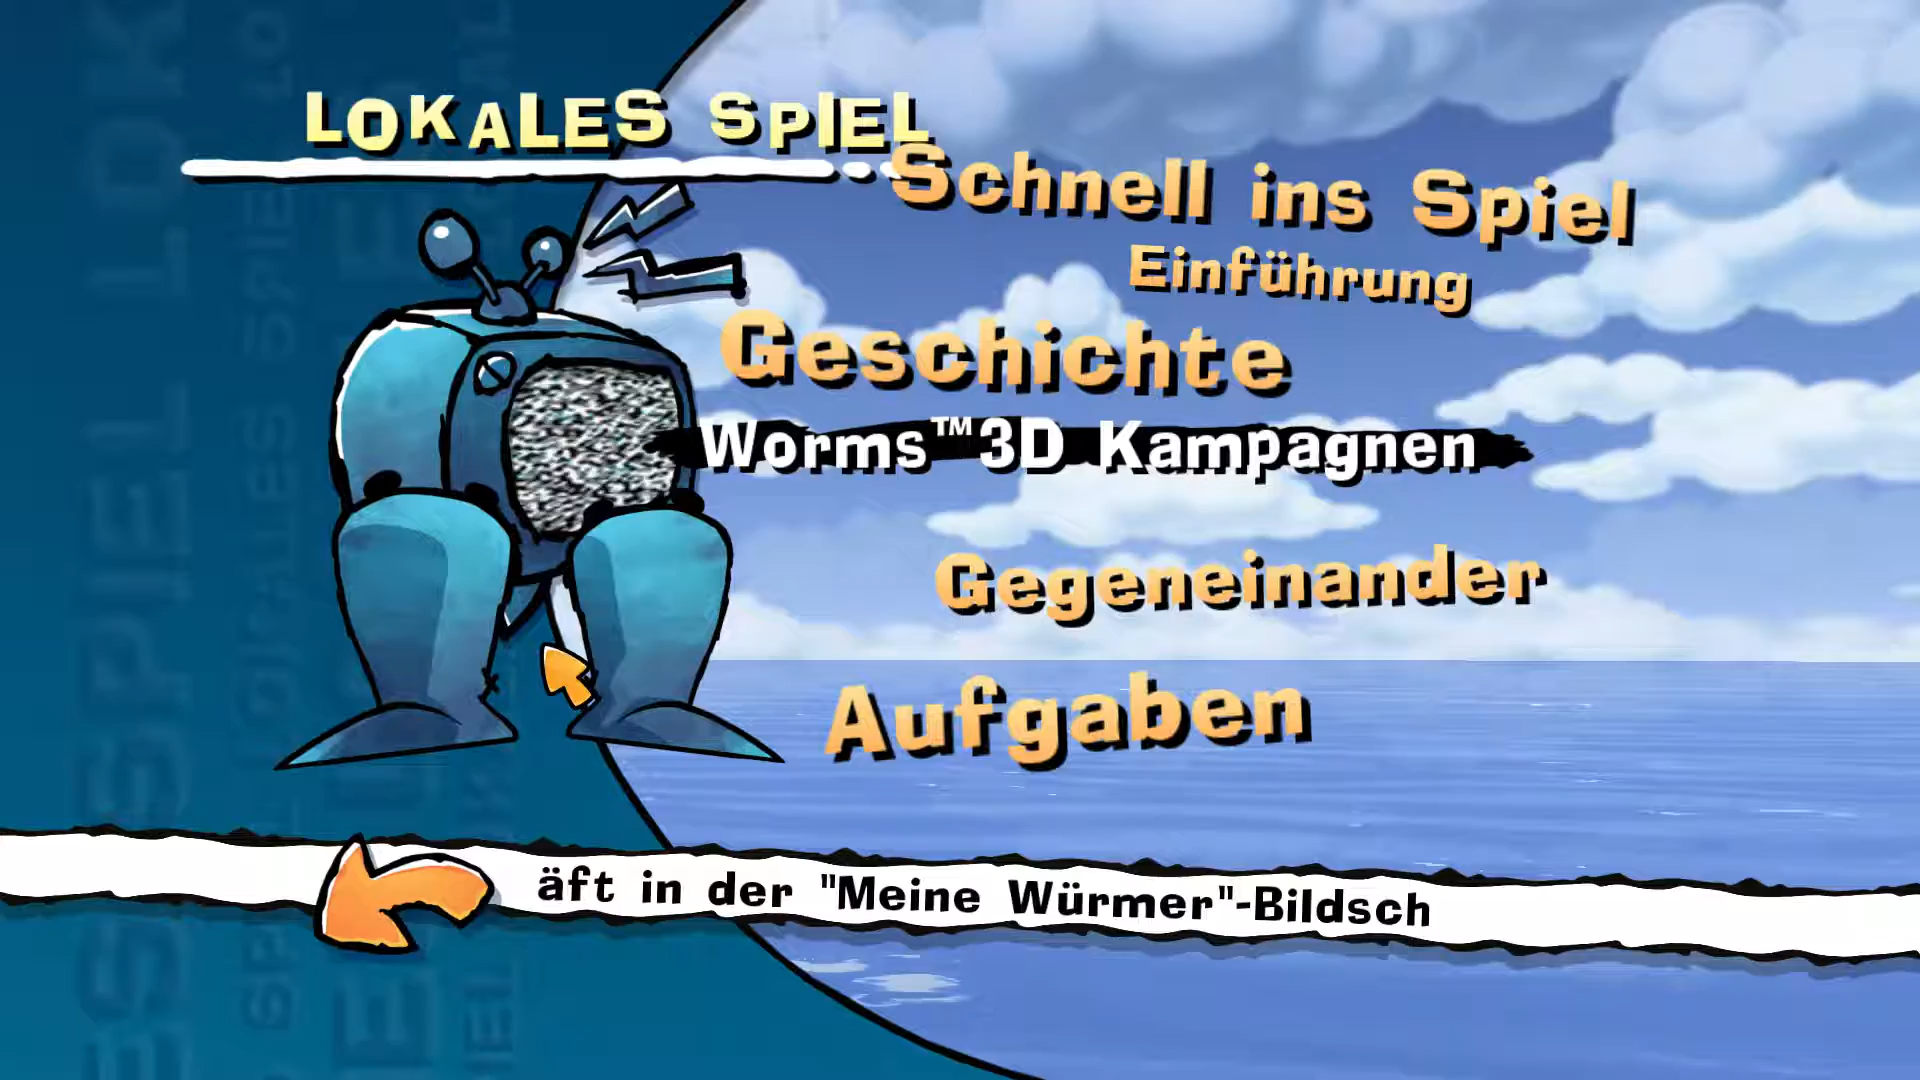 LOKALES SPIEL
Schnell ins Spiel
Einführung
Geschichte
Worms™3D Kampagnen
Gegeneinander
Aufgaben
äft in der "Meine Würmer"-Bildsch